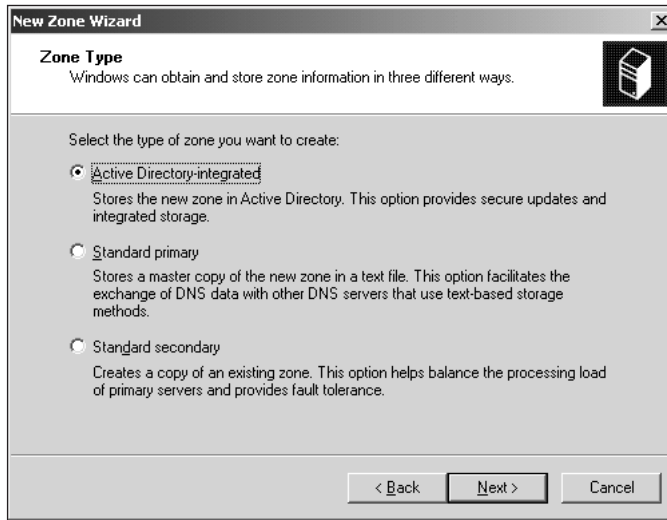 New Zone Wizard
Zone Type
Windows can obtain and store zone information in three different ways.
Select the type of zone you want to create:
Active Directory-integrated
Stores the new zone in Active Directory. This option provides secure updates and
integrated storage.
Standard primary
Stores a master copy of the new zone in a text file. This option facilitates the
exchange of DNS data with other DNS servers that use text-based storage
methods.
Standard secondary
Creates a copy of an existing zone. This option helps balance the processing load
of primary servers and provides fault tolerance.
< Back
Next >
Cancel